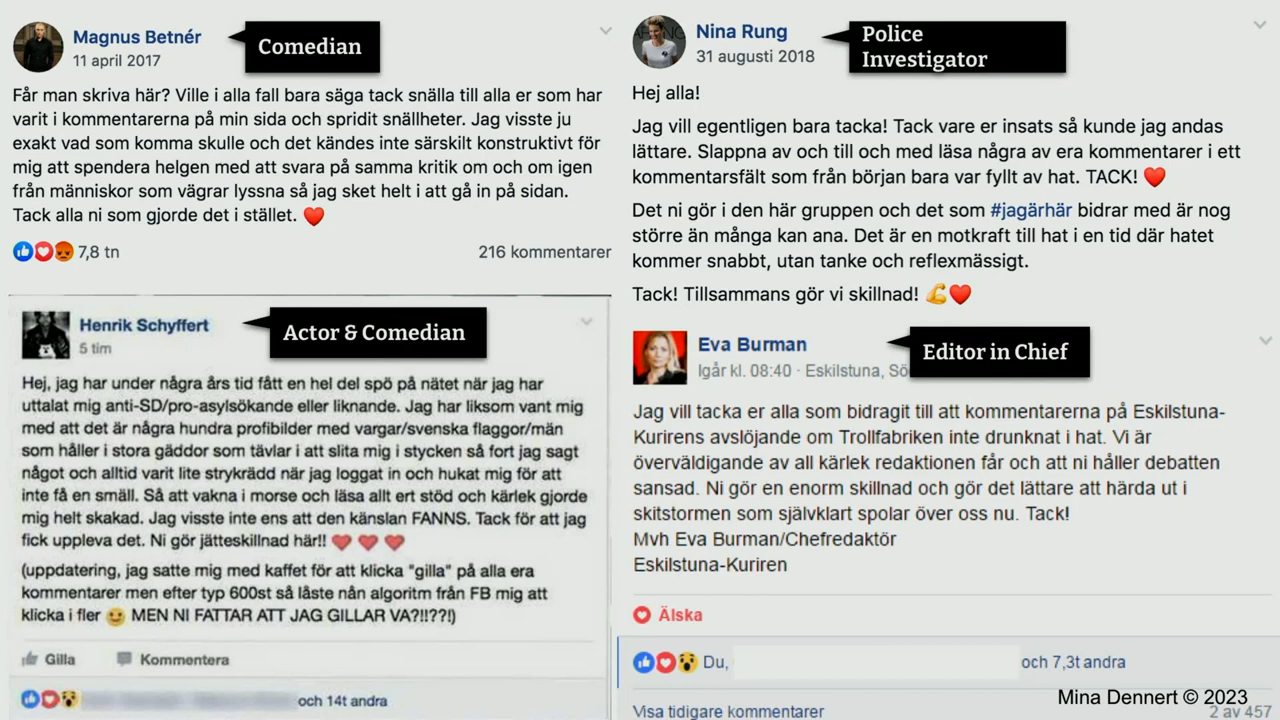 Magnus Betnér
11 april 2017
Comedian
Får man skriva här? Ville i alla fall bara säga tack snälla till alla er som har
varit i kommentarerna på min sida och spridit snällheter. Jag visste ju
exakt vad som komma skulle och det kändes inte särskilt konstruktivt för
mig att spendera helgen med att svara på samma kritik om och om igen
från människor som vägrar lyssna så jag sket helt i att gå in på sidan.
Tack alla ni som gjorde det i stället. ❤️
7,8 tn
216 kommentarer
Henrik Schyffert
5 tim
Actor & Comedian
Hej, jag har under några års tid fått en hel del spö på nätet när jag har
uttalat mig anti-SD/pro-asylsökande eller liknande. Jag har liksom vant mig
med att det är några hundra profibilder med vargar/svenska flaggor/män
som håller i stora gäddor som tävlar i att slita mig i stycken så fort jag sagt
något och alltid varit lite strykrädd när jag loggat in och hukat mig för att
inte få en smäll. Så att vakna i morse och läsa allt ert stöd och kärlek gjorde
mig helt skakad. Jag visste inte ens att den känslan FANNS. Tack för att jag
fick uppleva det. Ni gör jätteskillnad här!! ❤️ ❤️ ❤️
(uppdatering, jag satte mig med kaffet för att klicka "gilla" på alla era
kommentarer men efter typ 600st så låste nån algoritm från FB mig att
klicka i fler 😉 MEN NI FATTAR ATT JAG GILLAR VA?!!??!)
Gilla
Kommentera
och 14t andra
Nina Rung
31 augusti 2018
Police
Investigator
Hej alla!
Jag vill egentligen bara tacka! Tack vare er insats så kunde jag andas
lättare. Slappna av och till och med läsa några av era kommentarer i ett
kommentarsfält som från början bara var fyllt av hat. TACK! ❤️
Det ni gör i den här gruppen och det som #jagärhär bidrar med är nog
större än många kan ana. Det är en motkraft till hat i en tid där hatet
kommer snabbt, utan tanke och reflexmässigt.
Tack! Tillsammans gör vi skillnad! 💪❤️
Eva Burman
Igår kl. 08:40 · Eskilstuna, Sö
Editor in Chief
Jag vill tacka er alla som bidragit till att kommentarerna på Eskilstuna-
Kurirens avslöjande om Trollfabriken inte drunknat i hat. Vi är
överväldigande av all kärlek redaktionen får och att ni håller debatten
sansad. Ni gör en enorm skillnad och gör det lättare att härda ut i
skitstormen som självklart spolar över oss nu. Tack!
Mvh Eva Burman/Chefredaktör
Eskilstuna-Kuriren
Älska
Du, och 7,3t andra
Mina Dennert © 2023
Visa tidigare kommentarer
2 av 457